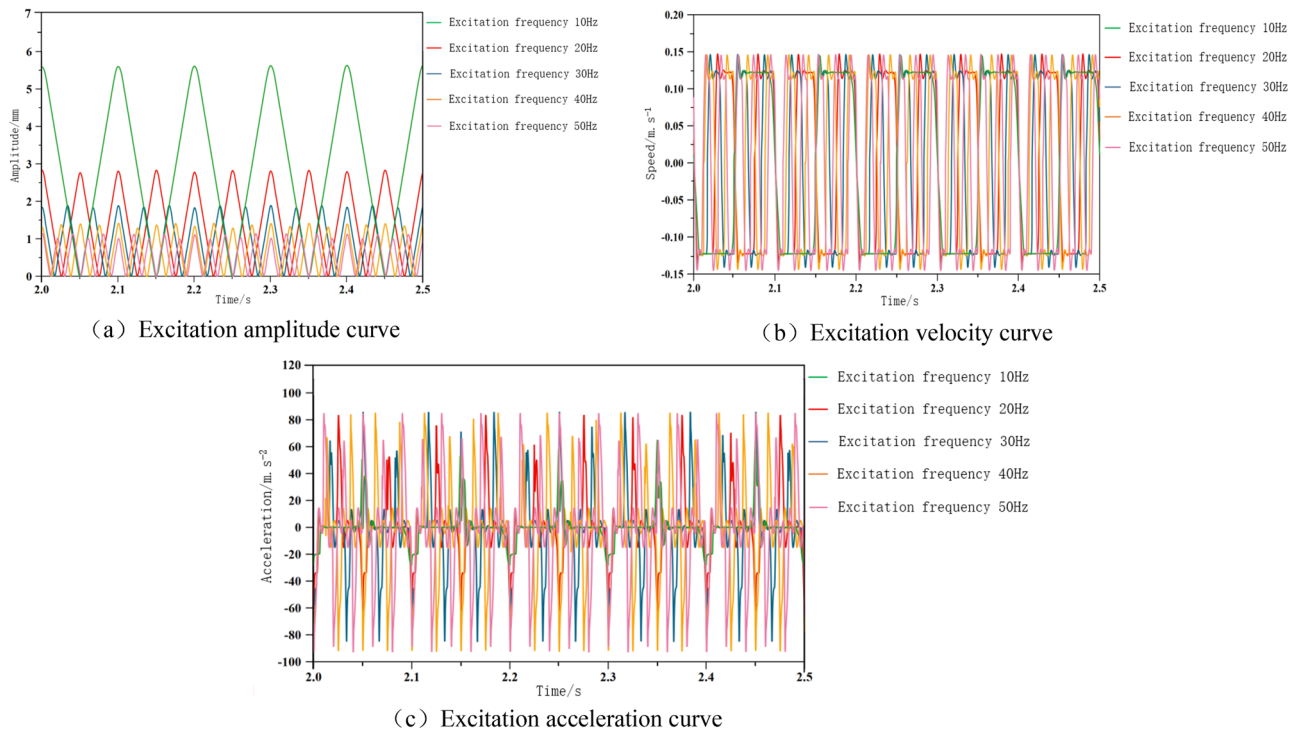 7
6
5
4
3
2
1
0
Amplitude/mm
2.0 2.1 2.2 2.3 2.4 2.5
Time/s
Excitation frequency 10Hz
Excitation frequency 20Hz
Excitation frequency 30Hz
Excitation frequency 40Hz
Excitation frequency 50Hz
（a）Excitation amplitude curve
0.20
0.15
0.10
0.05
0.00
-0.05
-0.10
-0.15
Speed/m. s⁻¹
2.0 2.1 2.2 2.3 2.4 2.5
Time/s
Excitation frequency 10Hz
Excitation frequency 20Hz
Excitation frequency 30Hz
Excitation frequency 40Hz
Excitation frequency 50Hz
（b）Excitation velocity curve
120
100
80
60
40
20
0
-20
-40
-60
-80
-100
Acceleration/m. s⁻²
2.0 2.1 2.2 2.3 2.4 2.5
Time/s
Excitation frequency 10Hz
Excitation frequency 20Hz
Excitation frequency 30Hz
Excitation frequency 40Hz
Excitation frequency 50Hz
（c）Excitation acceleration curve